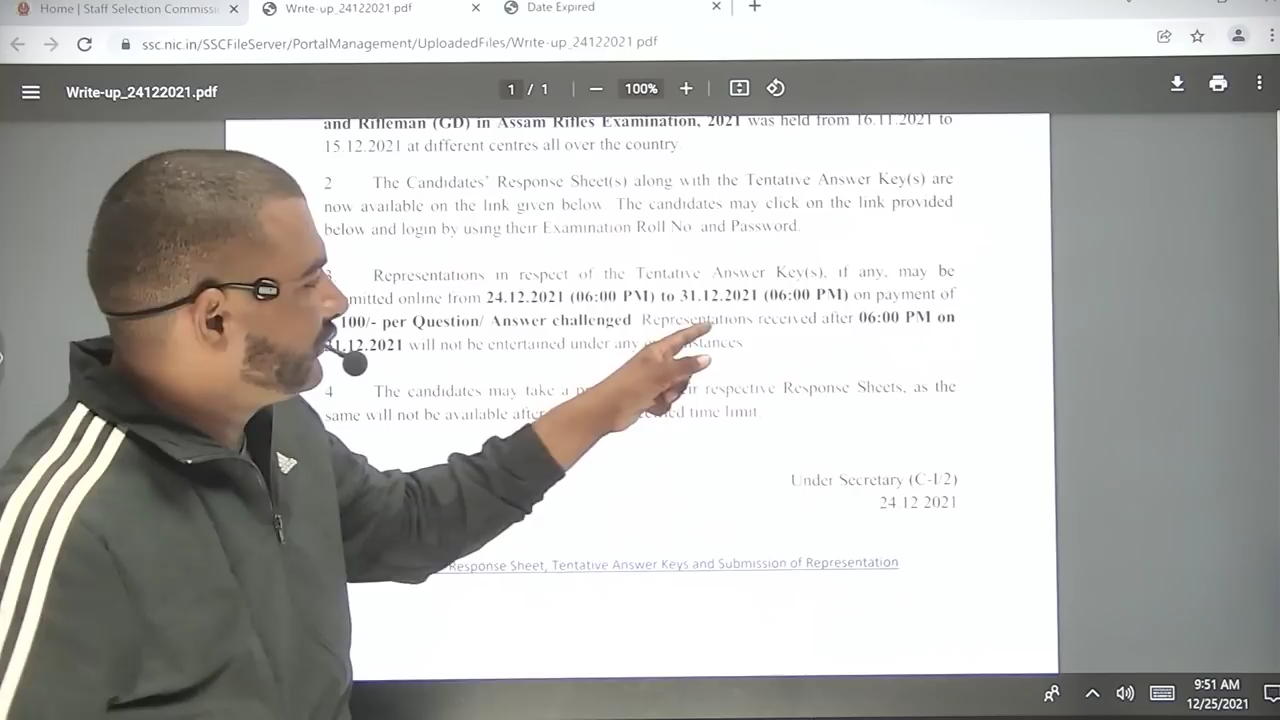 Home | Staff Selection Commissi
Write-up_24122021.pdf
Date Expired
ssc.nic.in/SSCFileServer/PortalManagement/UploadedFiles/Write-up_24122021.pdf
Write-up_24122021.pdf
1 / 1
100%
and Rifleman (GD) in Assam Rifles Examination, 2021 was held from 16.11.2021 to
15.12.2021 at different centres all over the country.
2 The Candidates' Response Sheet(s) along with the Tentative Answer Key(s) are
now available on the link given below. The candidates may click on the link provided
below and login by using their Examination Roll No. and Password.
3 Representations in respect of the Tentative Answer Key(s), if any, may be
mitted online from 24.12.2021 (06:00 PM) to 31.12.2021 (06:00 PM) on payment of
100/- per Question/ Answer challenged. Representations received after 06:00 PM on
1.12.2021 will not be entertained under any stances
4 The candidates may take a ir respective Response Sheets, as the
same will not be available after time limit.
Under Secretary (C-1/2)
24.12.2021
Response Sheet, Tentative Answer Keys and Submission of Representation
9:51 AM
12/25/2021